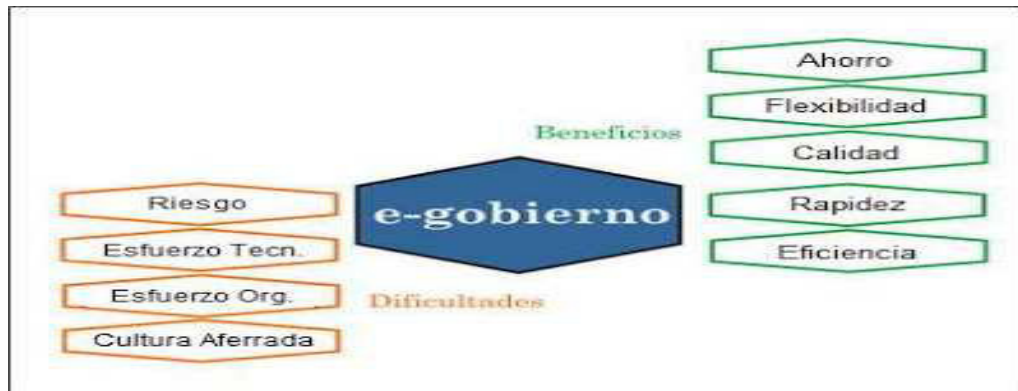 Ahorro
Flexibilidad
Beneficios
Calidad
Riesgo
e-gobierno
Rapidez
Esfuerzo Tecn.
Eficiencia
Esfuerzo Org.
Dificultades
Cultura Aferrada